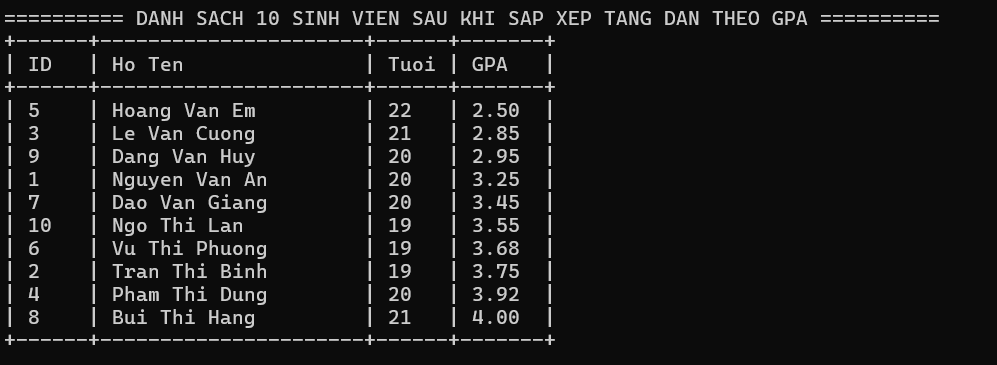 ========== DANH SACH 10 SINH VIEN SAU KHI SAP XEP TANG DAN THEO GPA ==========
+------+----------------------+------+-------+
| ID   | Ho Ten               | Tuoi | GPA   |
+------+----------------------+------+-------+
| 5    | Hoang Van Em         | 22   | 2.50  |
| 3    | Le Van Cuong         | 21   | 2.85  |
| 9    | Dang Van Huy         | 20   | 2.95  |
| 1    | Nguyen Van An        | 20   | 3.25  |
| 7    | Dao Van Giang        | 20   | 3.45  |
| 10   | Ngo Thi Lan          | 19   | 3.55  |
| 6    | Vu Thi Phuong        | 19   | 3.68  |
| 2    | Tran Thi Binh        | 19   | 3.75  |
| 4    | Pham Thi Dung        | 20   | 3.92  |
| 8    | Bui Thi Hang         | 21   | 4.00  |
+------+----------------------+------+-------+